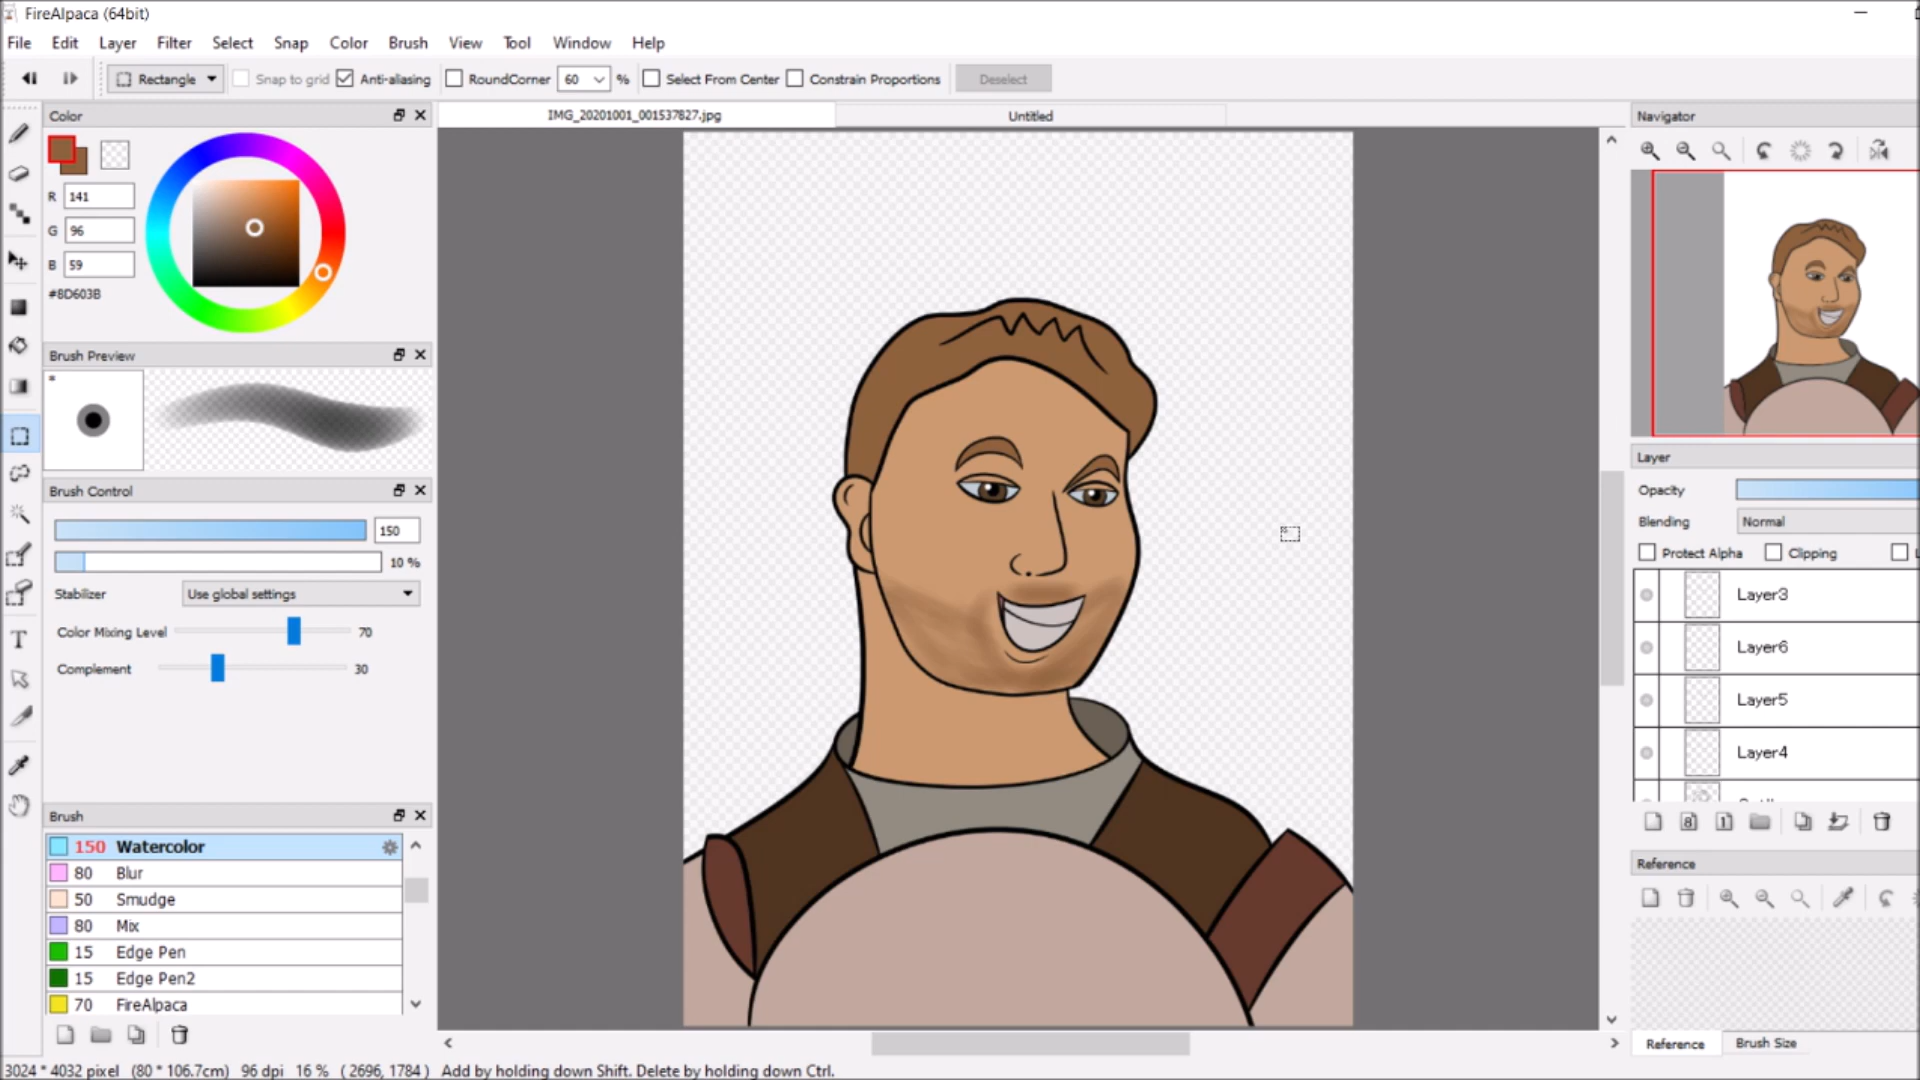 FireAlpaca (64bit)
File Edit Layer Filter Select Snap Color Brush View Tool Window Help
Rectangle Snap to grid Anti-aliasing RoundCorner 60 % Select From Center Constrain Proportions Deselect
Color
R 141
G 96
B 59
#8D603B
Brush Preview
Brush Control
150
10 %
Stabilizer Use global settings
Color Mixing Level 70
Complement 30
Brush
150 Watercolor
80 Blur
50 Smudge
80 Mix
15 Edge Pen
15 Edge Pen2
70 FireAlpaca
T
IMG_20201001_001537827.jpg Untitled
Navigator
Layer
Opacity
Blending Normal
Protect Alpha Clipping
Layer3
Layer6
Layer5
Layer4
8 1
Reference
Reference Brush Size
3024 * 4032 pixel (80 * 106.7cm) 96 dpi 16 % ( 2696, 1784 ) Add by holding down Shift. Delete by holding down Ctrl.